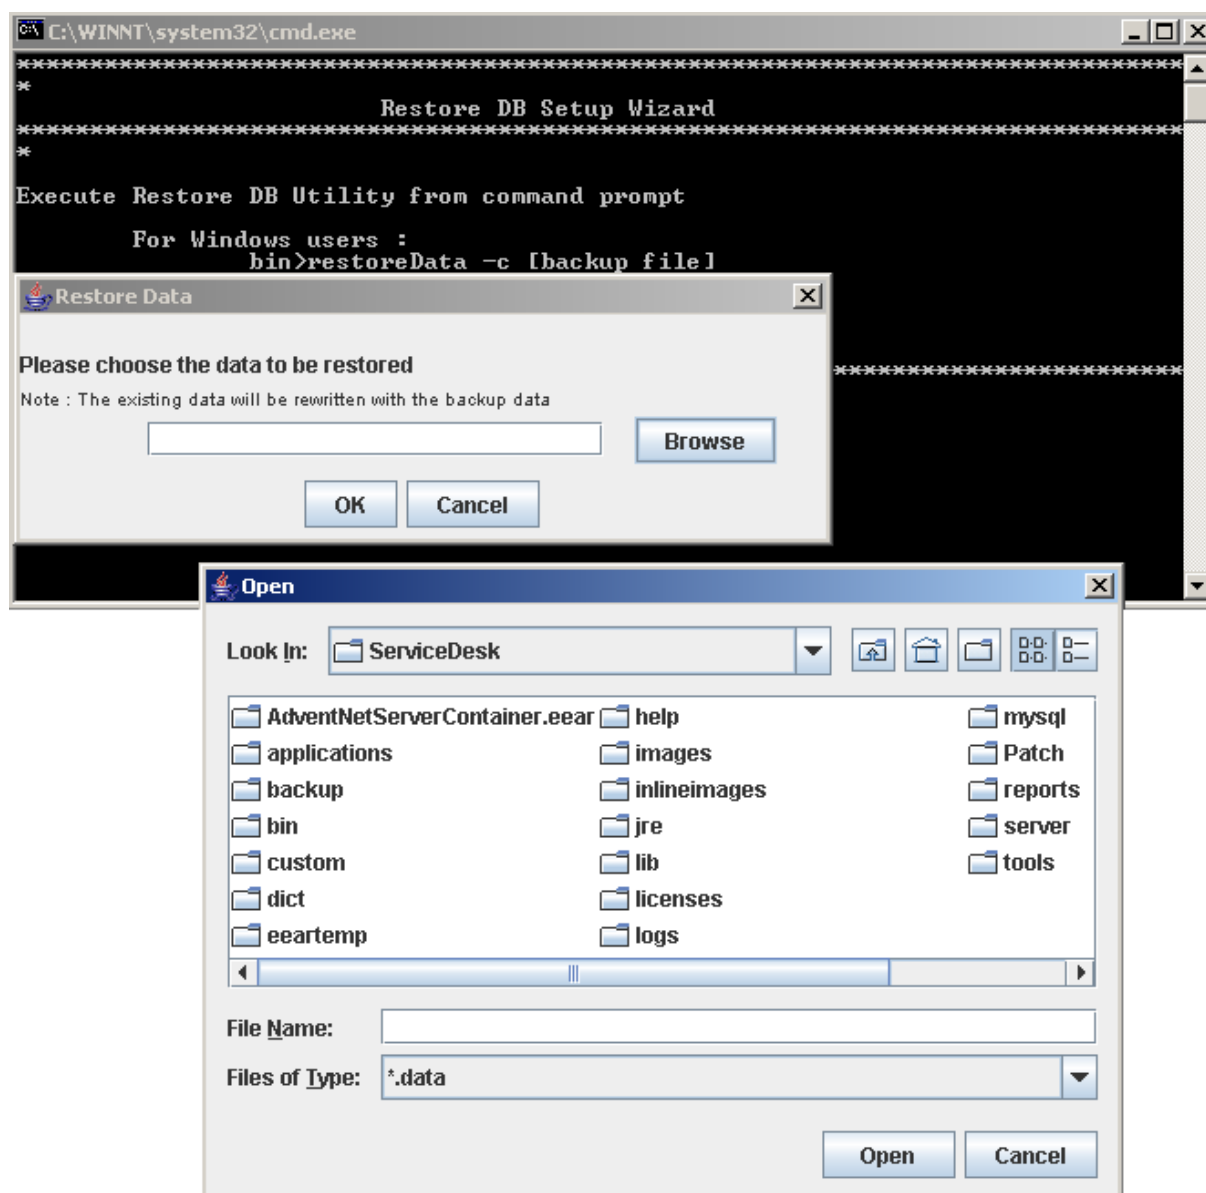 C:\WINNT\system32\cmd.exe
********************************************************************************
*
Restore DB Setup Wizard
********************************************************************************
*
Execute Restore DB Utility from command prompt
For Windows users :
bin>restoreData -c [backup file]
Restore Data
Please choose the data to be restored
************************
Note : The existing data will be rewritten with the backup data
Browse
OK Cancel
Open
Look In: ServiceDesk
AdventNetServerContainer.eear help mysql
applications images Patch
backup inlineimages reports
bin jre server
custom lib tools
dict licenses
eeartemp logs
File Name:
Files of Type: *.data
Open Cancel